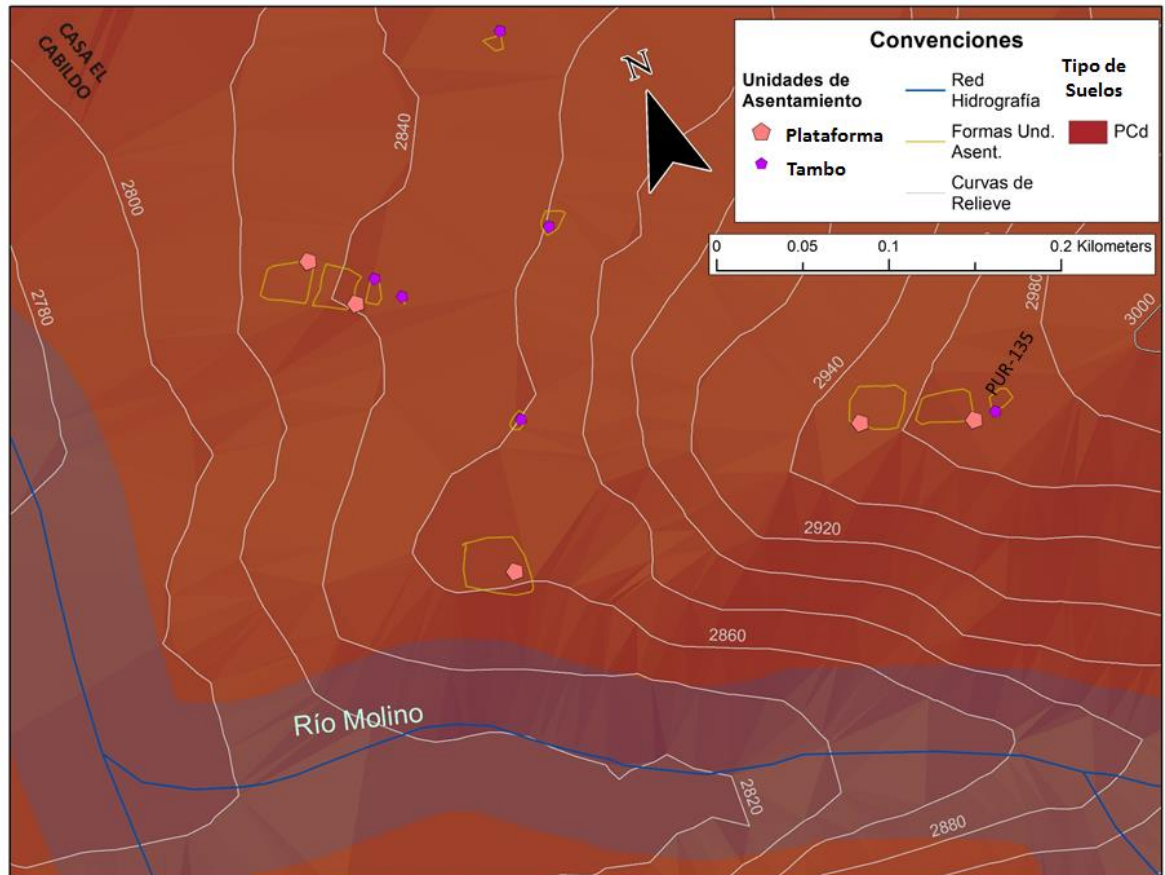 CASA EL
CABILDO
N
Convenciones
Unidades de
Asentamiento
Plataforma
Tambo
Red
Hidrografía
Formas Und.
Asent.
Curvas de
Relieve
Tipo de
Suelos
PCd
0 0.05 0.1 0.2 Kilometers
2840
2800
2780
2980
3000
2940
PUR-135
2920
2860
Río Molino
2820
2880